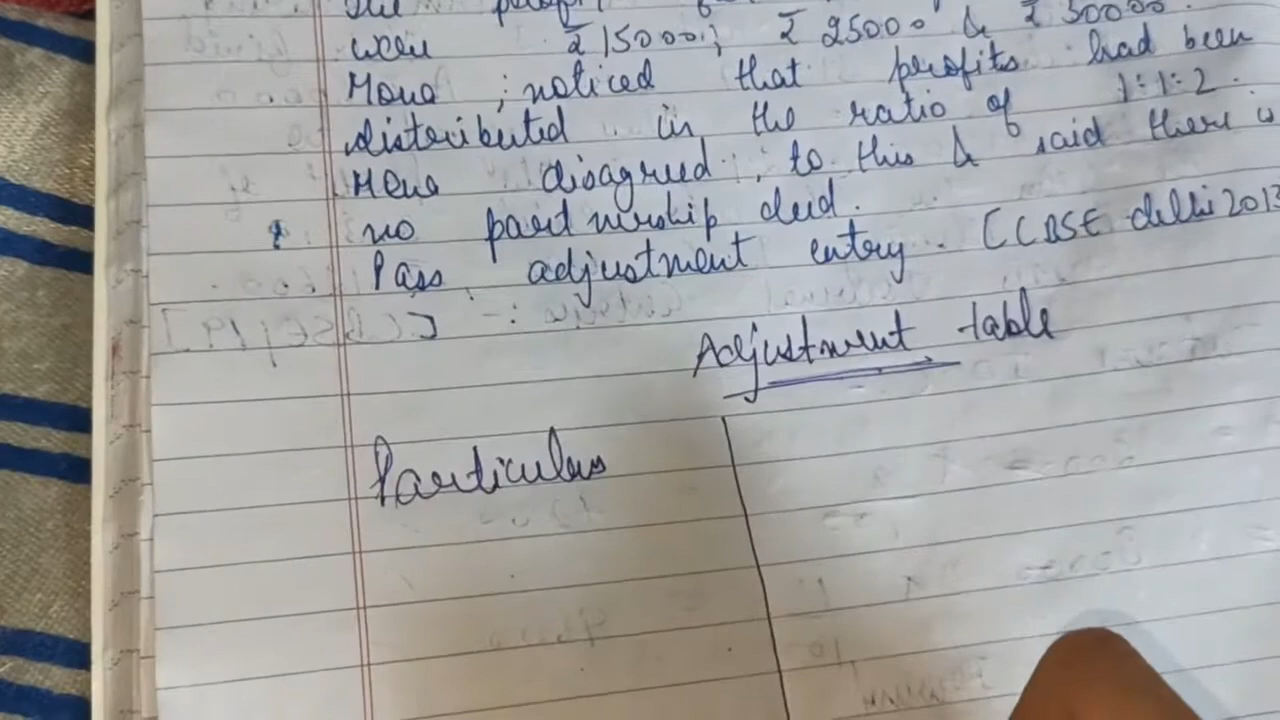 were ₹ 15000; ₹ 25000 & ₹ 50000.
Mona ; noticed that profits had been
distributed in the ratio of 1:1:2.
Mona disagreed to this & said there is
no partnership deed.
Pass adjustment entry. [CBSE delhi 2013
Adjustment table
Particulars